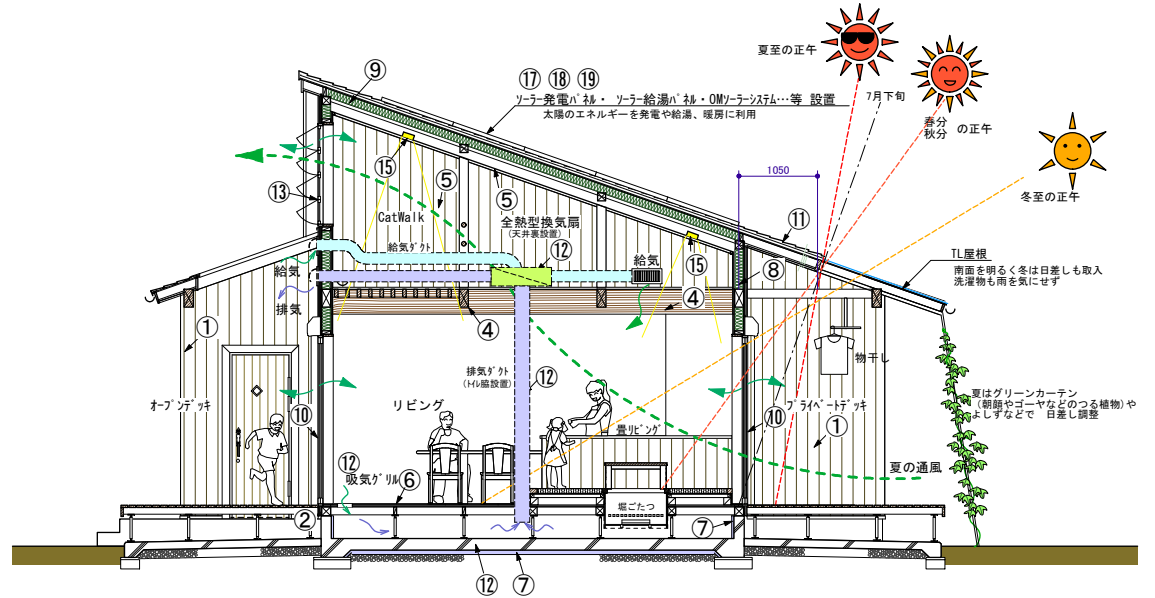 夏至の正午
⑨
⑰ ⑱ ⑲
ソーラー発電パネル・ ソーラー給湯パネル・OMソーラーシステム…等 設置
太陽のエネルギーを発電や給湯、暖房に利用
7月下旬
春分
秋分 の正午
冬至の正午
1050
⑮
⑤
⑤
⑬
CatWalk
全熱型換気扇
(天井裏設置)
⑫
給気ダクト
給気
⑮
⑪
⑧
TL屋根
南面を明るく冬は日差しも取入
洗濯物も雨を気にせず
給気
排気
④
④
①
物干し
排気ダクト
(トイレ脇設置)
⑫
オープンデッキ
⑩
リビング
畳リビング
⑩
プライベートデッキ
①
夏はグリーンカーテン
(朝顔やゴーヤなどのつる植物)や
よしずなどで 日差し調整
夏の通風
⑫
吸気グリル
⑥
堀ごたつ
②
⑦
⑫
⑦